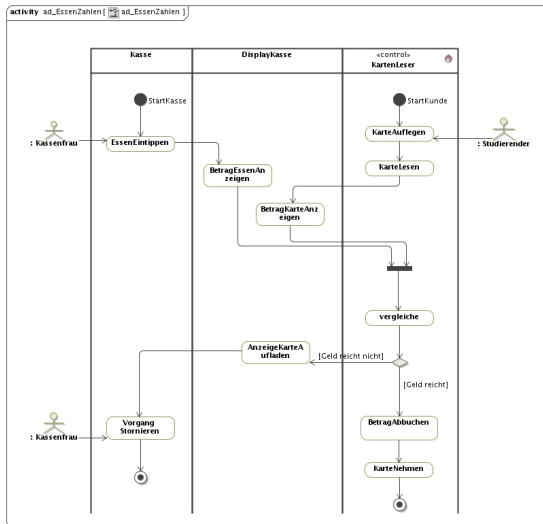 activity ad_EssenZahlen [ ad_EssenZahlen ]
Kasse
DisplayKasse
«control»
KartenLeser
StartKasse
StartKunde
: Kassenfrau
EssenEintippen
KarteAuflegen
: Studierender
BetragEssenAn
zeigen
KarteLesen
BetragKarteAnz
eigen
vergleiche
AnzeigeKarteA
ufladen
[Geld reicht nicht]
[Geld reicht]
: Kassenfrau
Vorgang
Stornieren
BetragAbbuchen
KarteNehmen